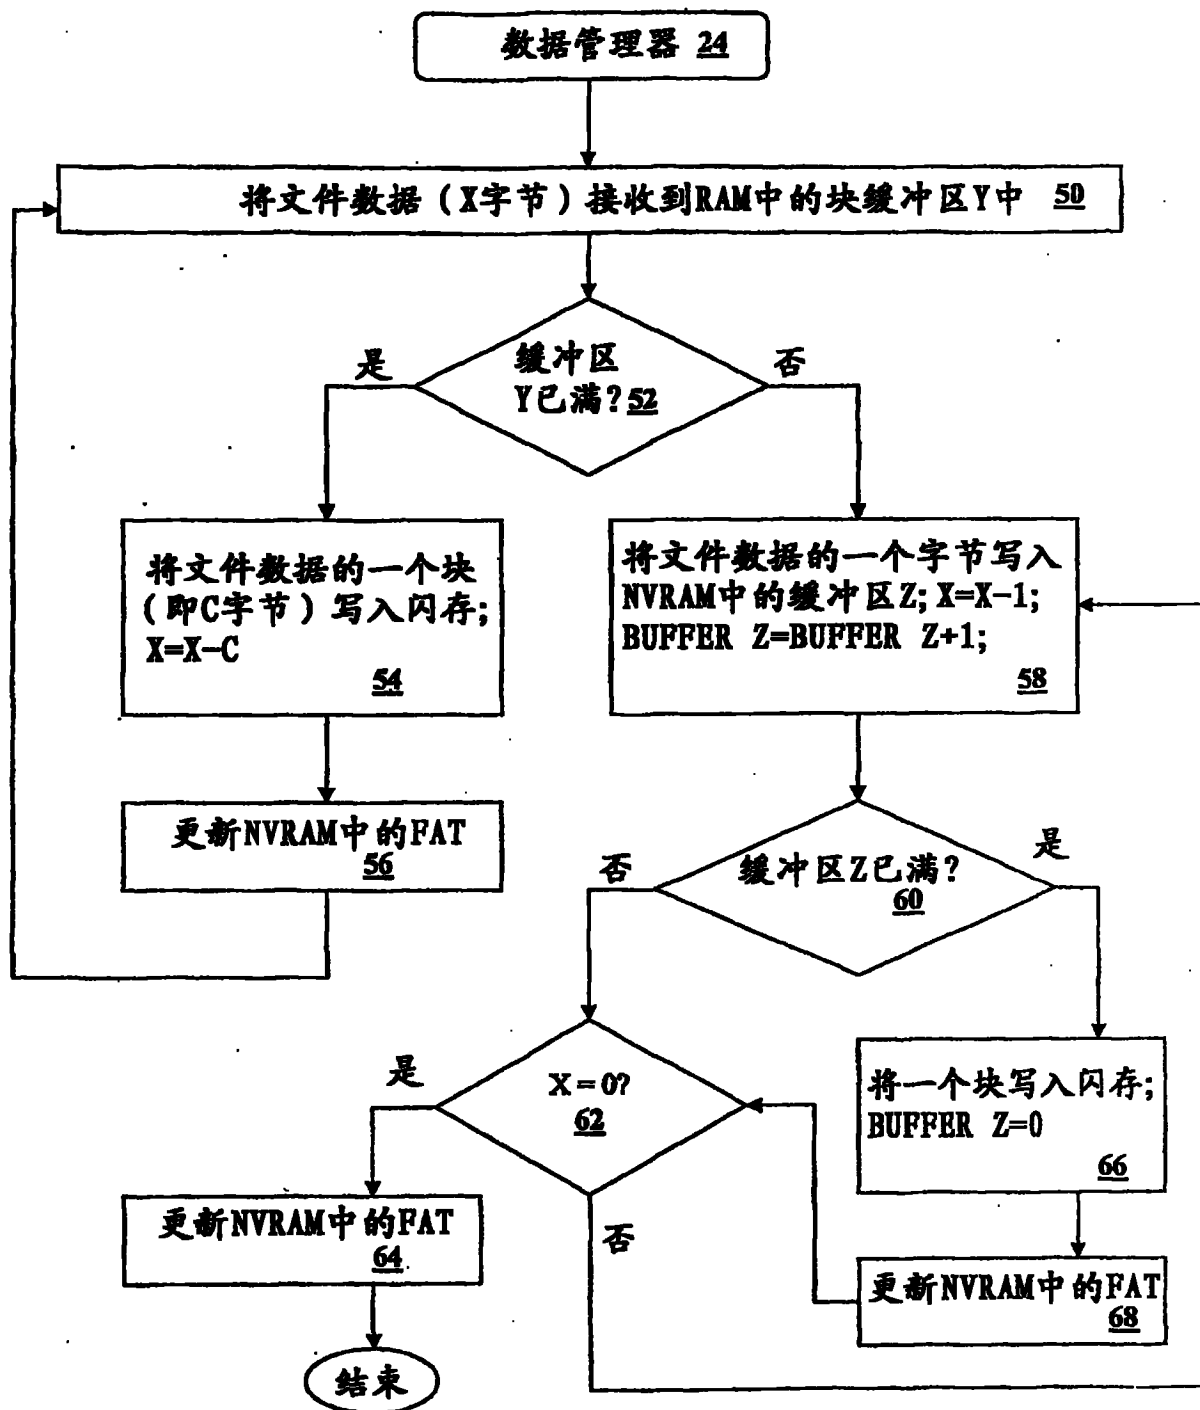 数据管理器 24
将文件数据（X字节）接收到RAM中的块缓冲区Y中 50
是
缓冲区
Y已满？52
否
将文件数据的一个块
（即C字节）写入闪存；
X=X-C
54
将文件数据的一个字节写入
NVRAM中的缓冲区Z；X=X-1；
BUFFER Z=BUFFER Z+1；
58
更新NVRAM中的FAT
56
否
缓冲区Z已满？
60
是
是
X = 0?
62
将一个块写入闪存；
BUFFER Z=0
66
更新NVRAM中的FAT
64
否
更新NVRAM中的FAT
68
结束